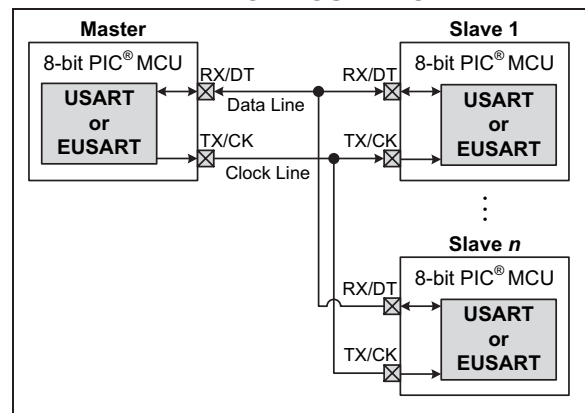 Master
8-bit PIC® MCU
USART
or
EUSART
RX/DT
Data Line
TX/CK
Clock Line
Slave 1
8-bit PIC® MCU
RX/DT
USART
or
EUSART
TX/CK
Slave n
8-bit PIC® MCU
RX/DT
USART
or
EUSART
TX/CK